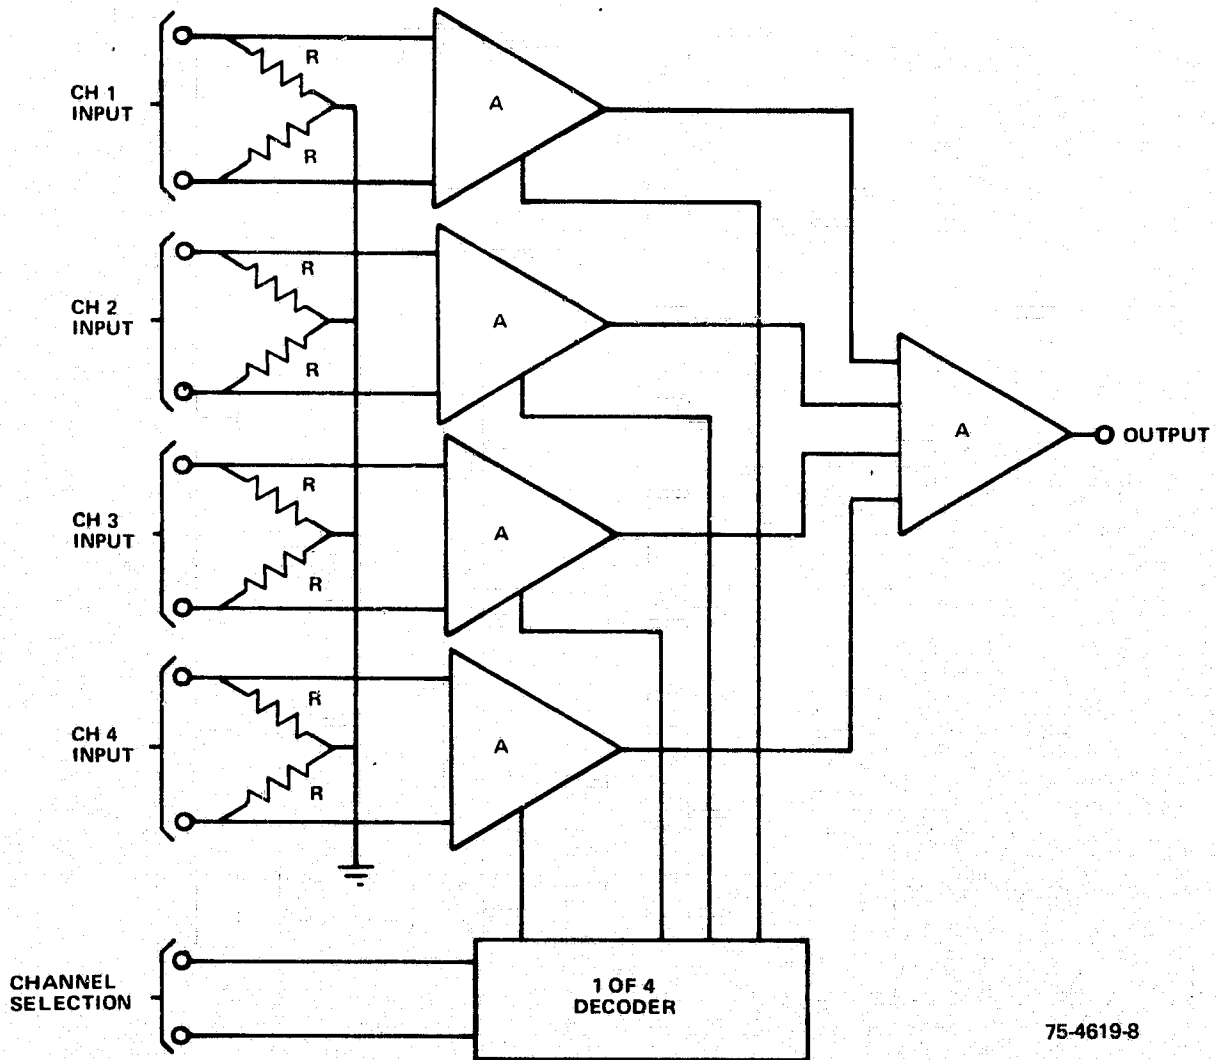 R
CH 1
INPUT
A
R
R
CH 2
INPUT
A
R
A
OUTPUT
R
CH 3
INPUT
A
R
R
CH 4
INPUT
A
R
CHANNEL
SELECTION
1 OF 4
DECODER
75-4619-8